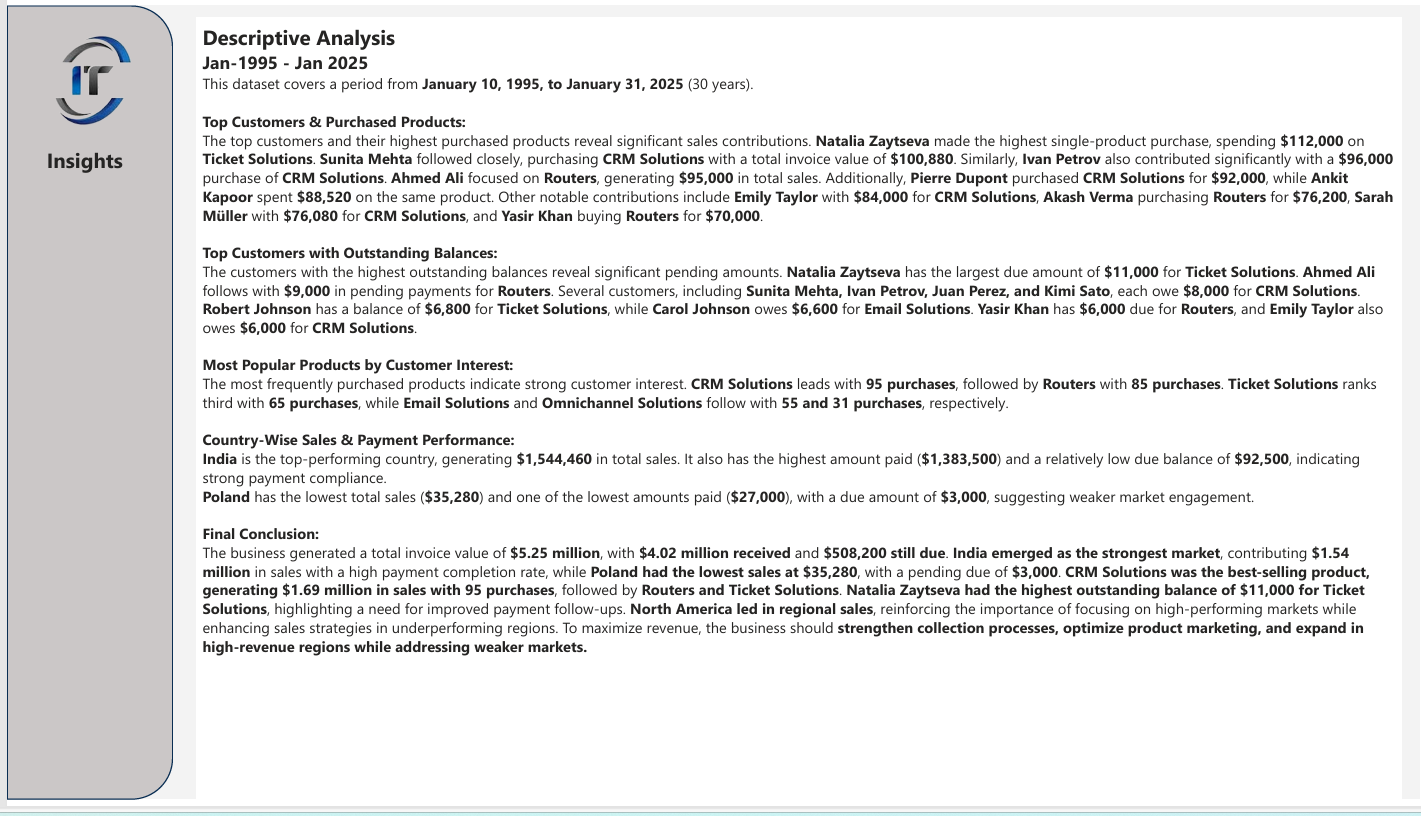 IT
Insights
Descriptive Analysis
Jan-1995 - Jan 2025
This dataset covers a period from January 10, 1995, to January 31, 2025 (30 years).
Top Customers & Purchased Products:
The top customers and their highest purchased products reveal significant sales contributions. Natalia Zaytseva made the highest single-product purchase, spending $112,000 on
Ticket Solutions. Sunita Mehta followed closely, purchasing CRM Solutions with a total invoice value of $100,880. Similarly, Ivan Petrov also contributed significantly with a $96,000
purchase of CRM Solutions. Ahmed Ali focused on Routers, generating $95,000 in total sales. Additionally, Pierre Dupont purchased CRM Solutions for $92,000, while Ankit
Kapoor spent $88,520 on the same product. Other notable contributions include Emily Taylor with $84,000 for CRM Solutions, Akash Verma purchasing Routers for $76,200, Sarah
Müller with $76,080 for CRM Solutions, and Yasir Khan buying Routers for $70,000.
Top Customers with Outstanding Balances:
The customers with the highest outstanding balances reveal significant pending amounts. Natalia Zaytseva has the largest due amount of $11,000 for Ticket Solutions. Ahmed Ali
follows with $9,000 in pending payments for Routers. Several customers, including Sunita Mehta, Ivan Petrov, Juan Perez, and Kimi Sato, each owe $8,000 for CRM Solutions.
Robert Johnson has a balance of $6,800 for Ticket Solutions, while Carol Johnson owes $6,600 for Email Solutions. Yasir Khan has $6,000 due for Routers, and Emily Taylor also
owes $6,000 for CRM Solutions.
Most Popular Products by Customer Interest:
The most frequently purchased products indicate strong customer interest. CRM Solutions leads with 95 purchases, followed by Routers with 85 purchases. Ticket Solutions ranks
third with 65 purchases, while Email Solutions and Omnichannel Solutions follow with 55 and 31 purchases, respectively.
Country-Wise Sales & Payment Performance:
India is the top-performing country, generating $1,544,460 in total sales. It also has the highest amount paid ($1,383,500) and a relatively low due balance of $92,500, indicating
strong payment compliance.
Poland has the lowest total sales ($35,280) and one of the lowest amounts paid ($27,000), with a due amount of $3,000, suggesting weaker market engagement.
Final Conclusion:
The business generated a total invoice value of $5.25 million, with $4.02 million received and $508,200 still due. India emerged as the strongest market, contributing $1.54
million in sales with a high payment completion rate, while Poland had the lowest sales at $35,280, with a pending due of $3,000. CRM Solutions was the best-selling product,
generating $1.69 million in sales with 95 purchases, followed by Routers and Ticket Solutions. Natalia Zaytseva had the highest outstanding balance of $11,000 for Ticket
Solutions, highlighting a need for improved payment follow-ups. North America led in regional sales, reinforcing the importance of focusing on high-performing markets while
enhancing sales strategies in underperforming regions. To maximize revenue, the business should strengthen collection processes, optimize product marketing, and expand in
high-revenue regions while addressing weaker markets.